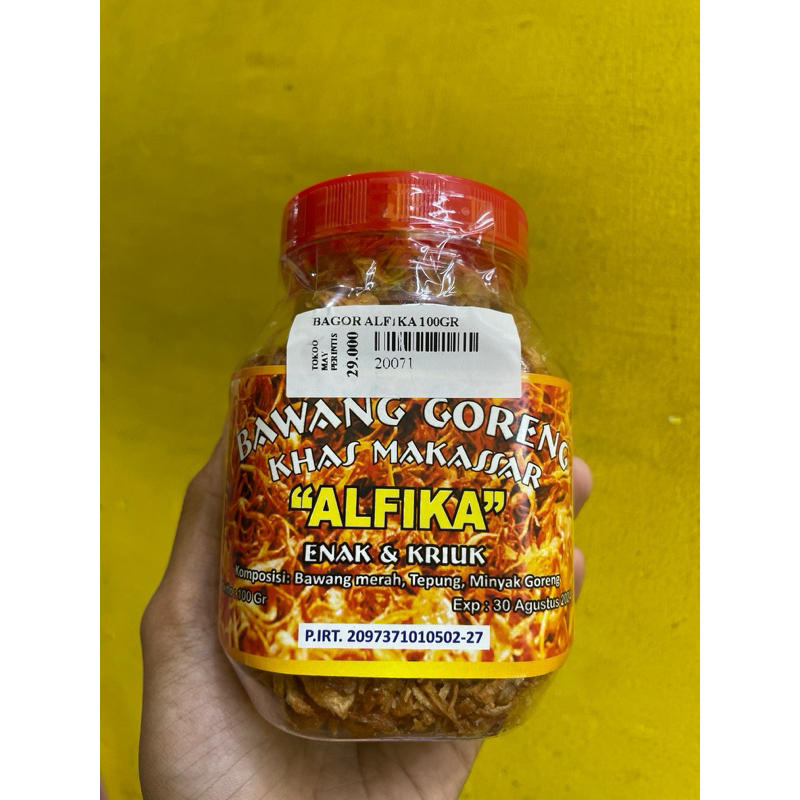 BAGOR ALFIKA 100GR
TOKOO
MAY
PERINTIS
29.000
20071
BAWANG GORENG
KHAS MAKASSAR
"ALFIKA"
ENAK & KRIUK
Komposisi: Bawang merah, Tepung, Minyak Goreng
100 Gr
Exp : 30 Agustus
P.IRT. 2097371010502-27